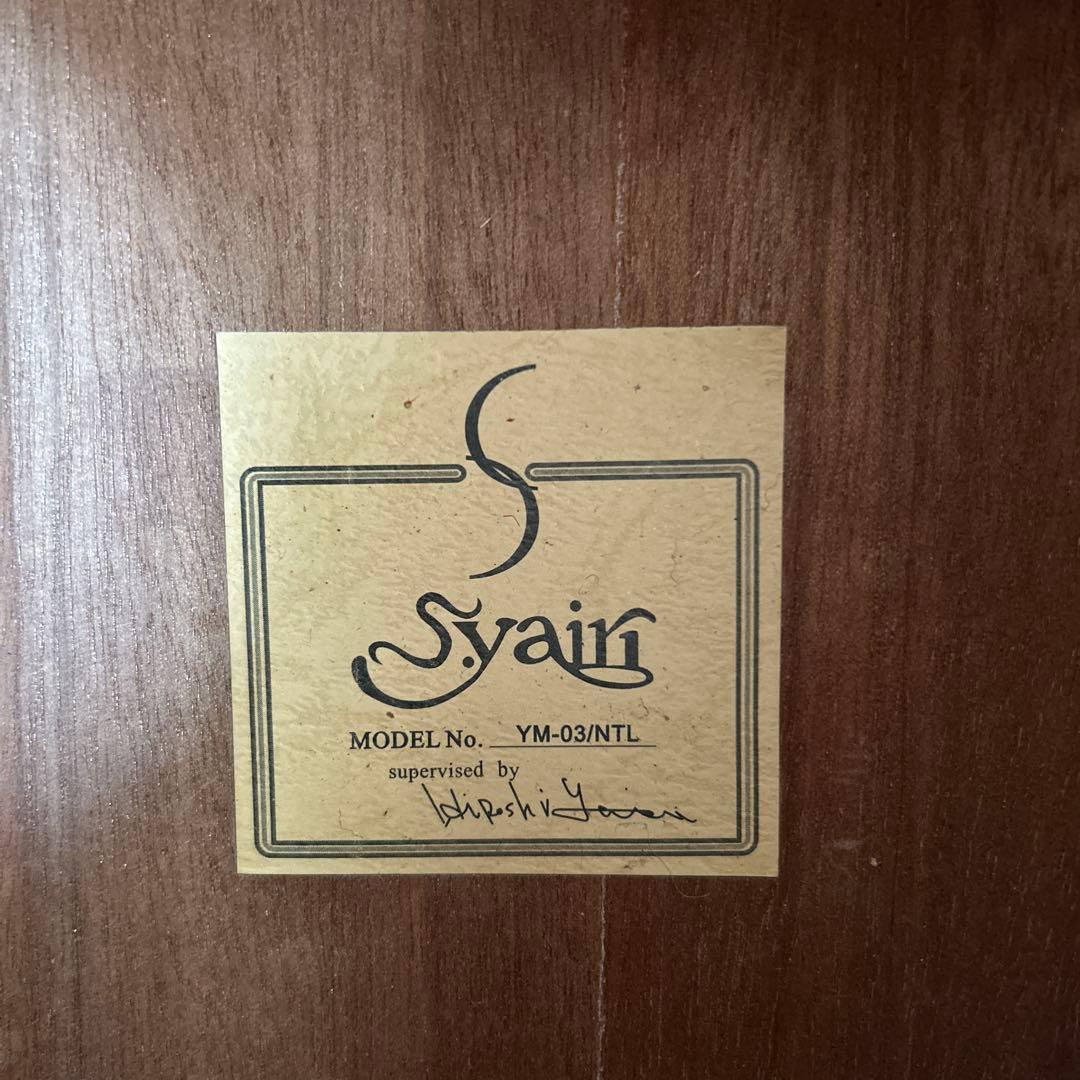 S
S.yairi
MODEL No. YM-03/NTL
supervised by
Hiroshi Yairi